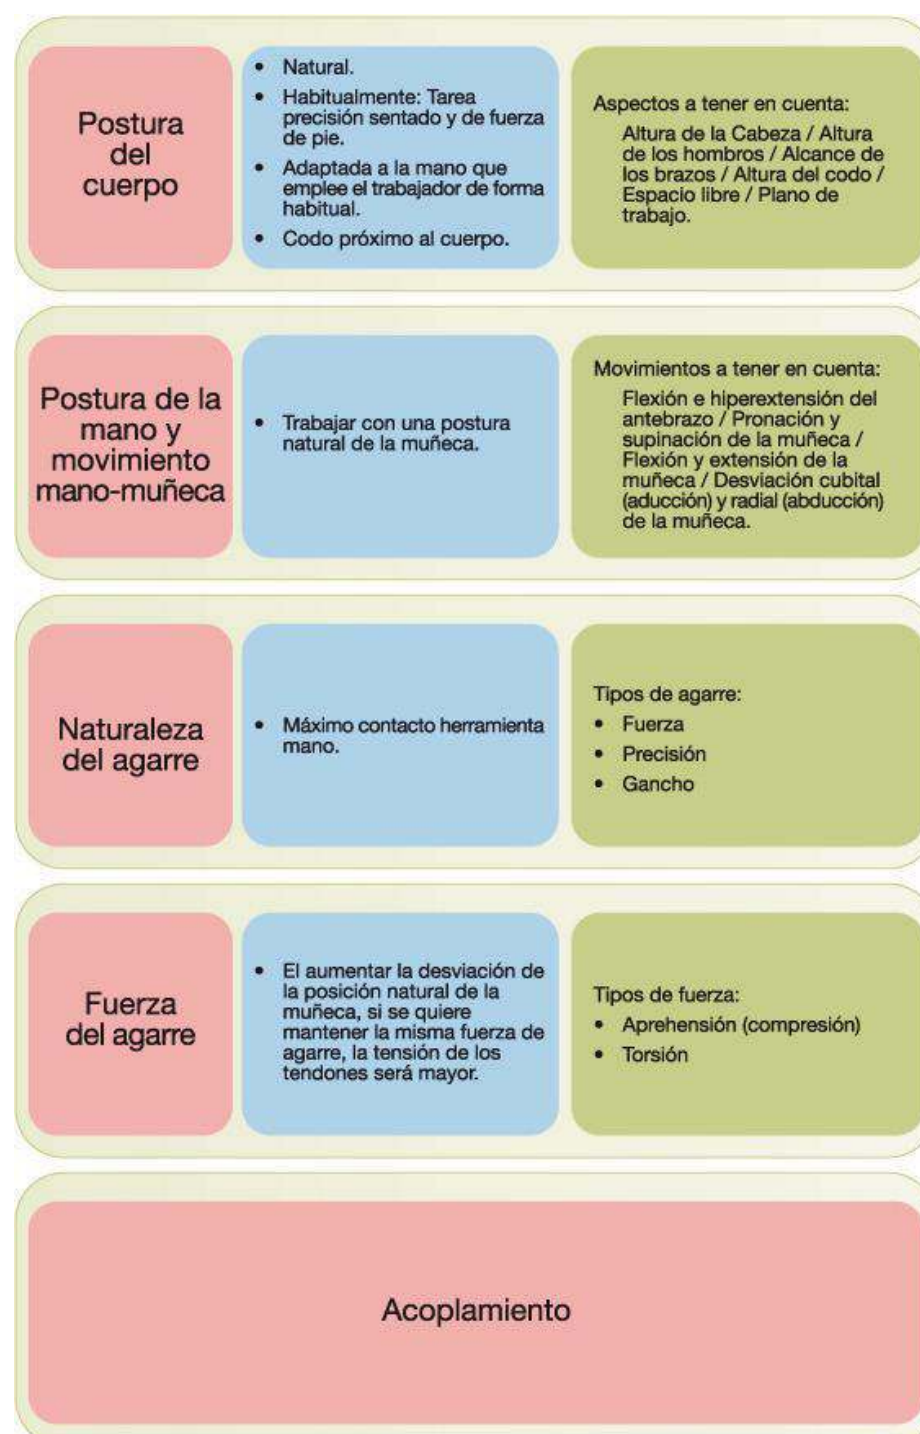 Postura
del
cuerpo
• Natural.
• Habitualmente: Tarea
precisión sentado y de fuerza
de pie.
• Adaptada a la mano que
emplee el trabajador de forma
habitual.
• Codo próximo al cuerpo.
Aspectos a tener en cuenta:
Altura de la Cabeza / Altura
de los hombros / Alcance de
los brazos / Altura del codo /
Espacio libre / Plano de
trabajo.
Postura de la
mano y
movimiento
mano-muñeca
• Trabajar con una postura
natural de la muñeca.
Movimientos a tener en cuenta:
Flexión e hiperextensión del
antebrazo / Pronación y
supinación de la muñeca /
Flexión y extensión de la
muñeca / Desviación cubital
(aducción) y radial (abducción)
de la muñeca.
Naturaleza
del agarre
• Máximo contacto herramienta
mano.
Tipos de agarre:
• Fuerza
• Precisión
• Gancho
Fuerza
del agarre
• El aumentar la desviación de
la posición natural de la
muñeca, si se quiere
mantener la misma fuerza de
agarre, la tensión de los
tendones será mayor.
Tipos de fuerza:
• Aprehensión (compresión)
• Torsión
Acoplamiento